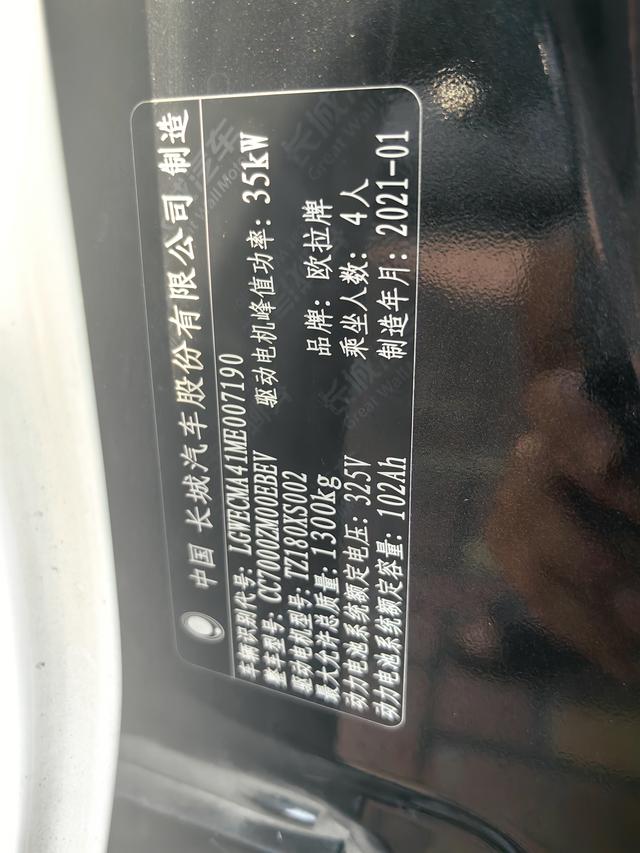 中国 长城汽车股份有限公司 制造
车辆识别代号: LGWECMA41ME007190
整车型号: CC7000ZM00EBEV 驱动电机峰值功率: 35kW
驱动电机型号: TZ180XS002
最大允许总质量: 1300kg 品牌: 欧拉牌
动力电池系统额定电压: 325V 乘坐人数: 4人
动力电池系统额定容量: 102Ah 制造年月: 2021-01